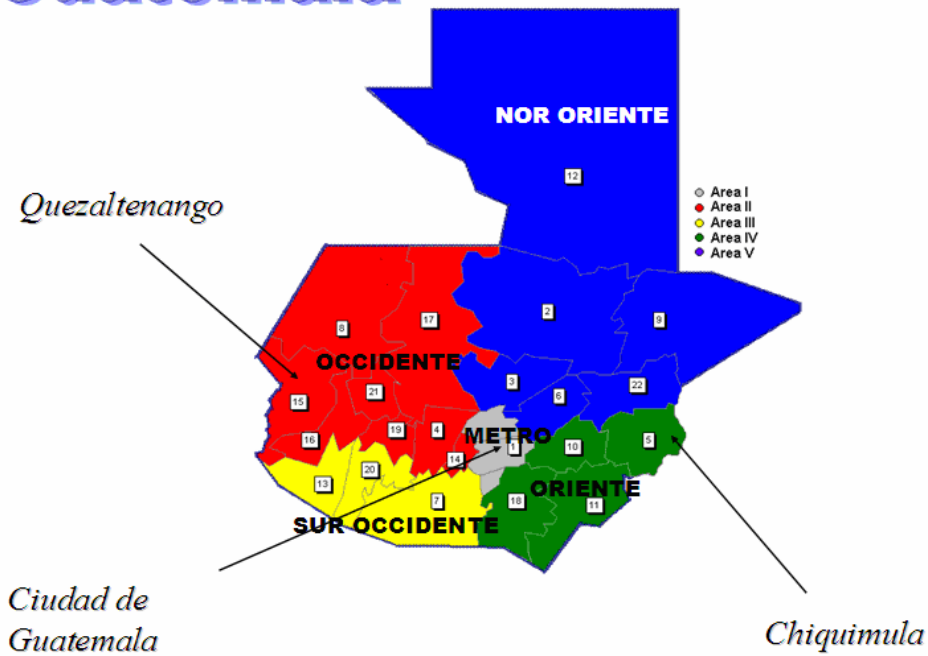 Guatemala
NOR ORIENTE
12
Area I
Area II
Area III
Area IV
Area V
Quezaltenango
2
9
17
8
OCCIDENTE
3
22
21
6
15
19
4
METRO
16
1
10
5
14
20
13
ORIENTE
7
18
11
SUR OCCIDENTE
Ciudad de
Guatemala
Chiquimula